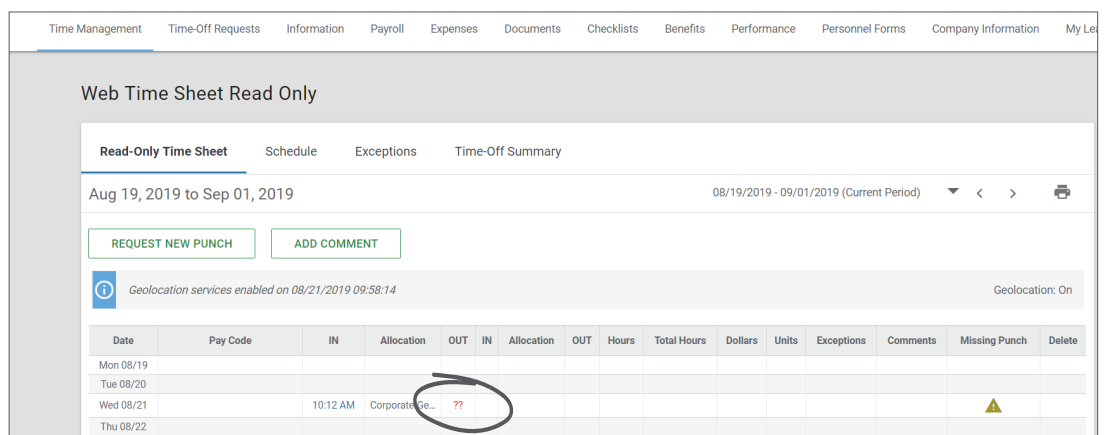 Time Management Time-Off Requests Information Payroll Expenses Documents Checklists Benefits Performance Personnel Forms Company Information My
Web Time Sheet Read Only
Read-Only Time Sheet Schedule Exceptions Time-Off Summary
Aug 19, 2019 to Sep 01, 2019 08/19/2019 - 09/01/2019 (Current Period)
REQUEST NEW PUNCH ADD COMMENT
Geolocation services enabled on 08/21/2019 09:58:14 Geolocation: On
Date Pay Code IN Allocation OUT IN Allocation OUT Hours Total Hours Dollars Units Exceptions Comments Missing Punch Delete
Mon 08/19
Tue 08/20
Wed 08/21 10:12 AM Corporate Ge... ??
Thu 08/22